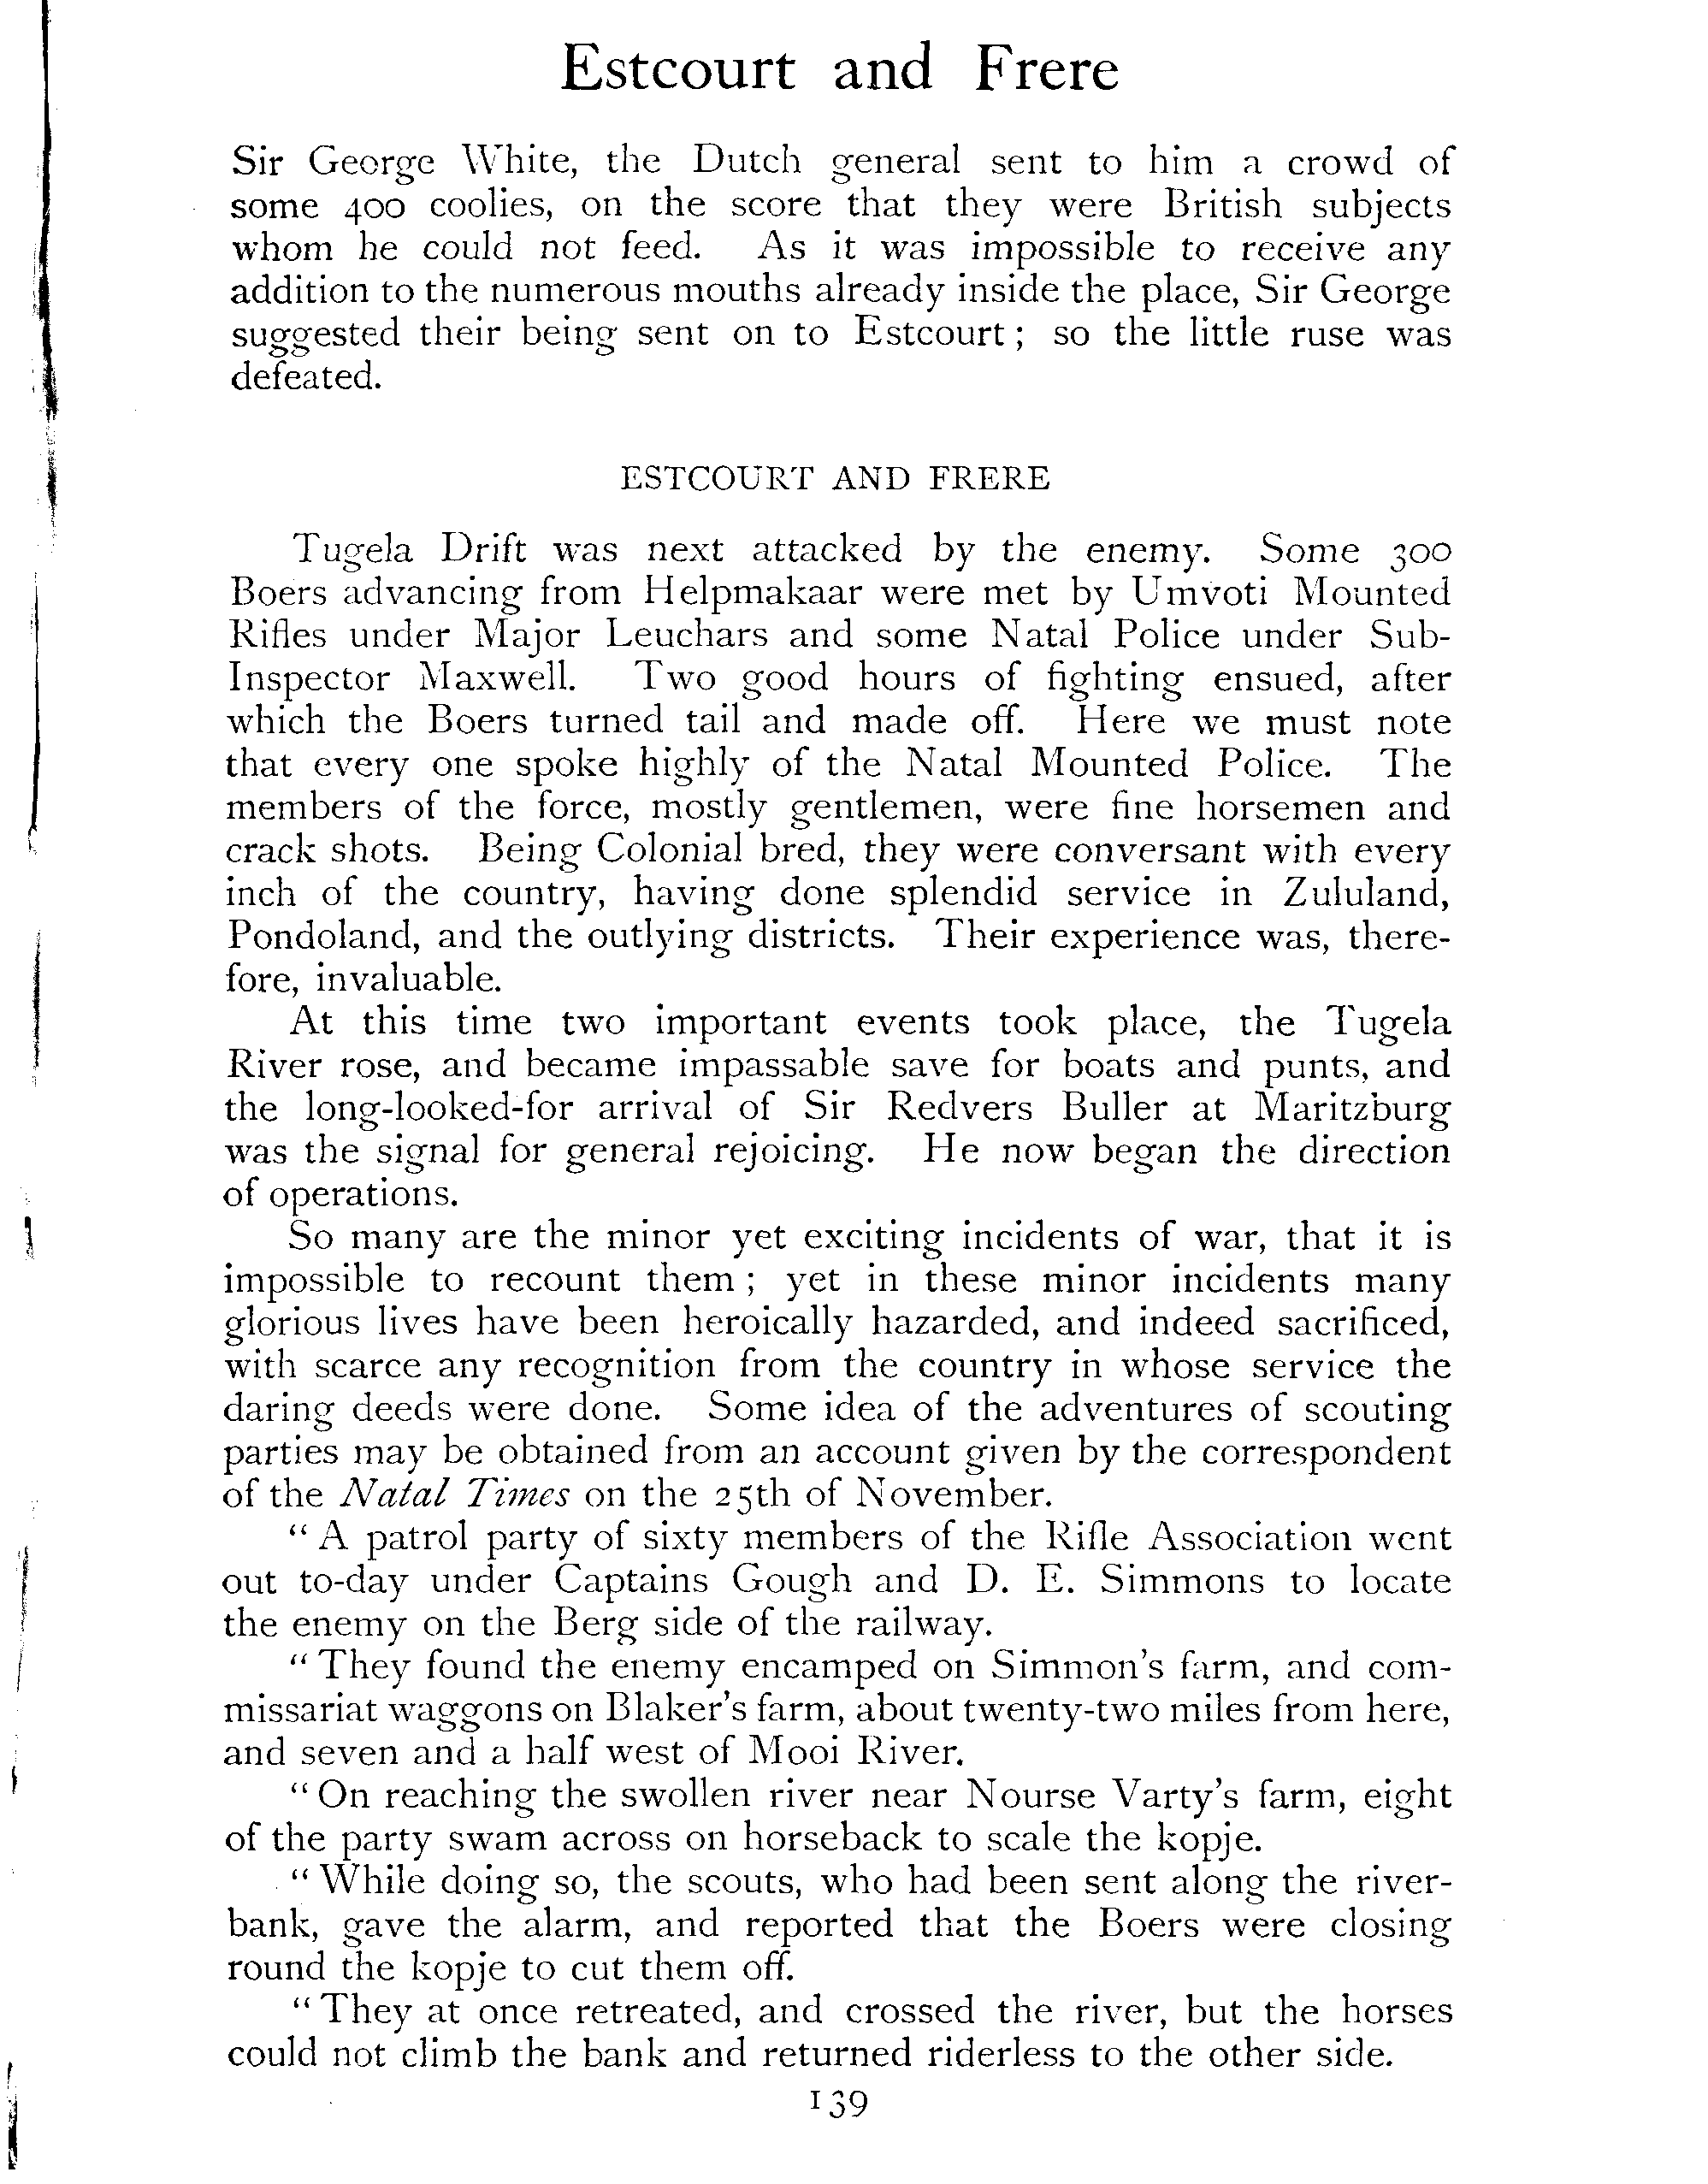 Estcourt and Frere
Sir George White, the Dutch general sent to him a crowd of
some 400 coolies, on the score that they were British subjects
whom he could not feed. As it was impossible to receive any
addition to the numerous mouths already inside the place, Sir George
suggested their being sent on to Estcourt; so the little ruse was
defeated.
ESTCOURT AND FRERE
Tugela Drift was next attacked by the enemy. Some 300
Boers advancing from Helpmakaar were met by Umvoti Mounted
Rifles under Major Leuchars and some Natal Police under Sub-
Inspector Maxwell. Two good hours of fighting ensued, after
which the Boers turned tail and made off. Here we must note
that every one spoke highly of the Natal Mounted Police. The
members of the force, mostly gentlemen, were fine horsemen and
crack shots. Being Colonial bred, they were conversant with every
inch of the country, having done splendid service in Zululand,
Pondoland, and the outlying districts. Their experience was, there-
fore, invaluable.
At this time two important events took place, the Tugela
River rose, and became impassable save for boats and punts, and
the long-looked-for arrival of Sir Redvers Buller at Maritzburg
was the signal for general rejoicing. He now began the direction
of operations.
So many are the minor yet exciting incidents of war, that it is
impossible to recount them; yet in these minor incidents many
glorious lives have been heroically hazarded, and indeed sacrificed,
with scarce any recognition from the country in whose service the
daring deeds were done. Some idea of the adventures of scouting
parties may be obtained from an account given by the correspondent
of the Natal Times on the 25th of November.
"A patrol party of sixty members of the Rifle Association went
out to-day under Captains Gough and D. E. Simmons to locate
the enemy on the Berg side of the railway.
"They found the enemy encamped on Simmon's farm, and com-
missariat waggons on Blaker's farm, about twenty-two miles from here,
and seven and a half west of Mooi River.
"On reaching the swollen river near Nourse Varty's farm, eight
of the party swam across on horseback to scale the kopje.
"While doing so, the scouts, who had been sent along the river-
bank, gave the alarm, and reported that the Boers were closing
round the kopje to cut them off.
"They at once retreated, and crossed the river, but the horses
could not climb the bank and returned riderless to the other side.
139